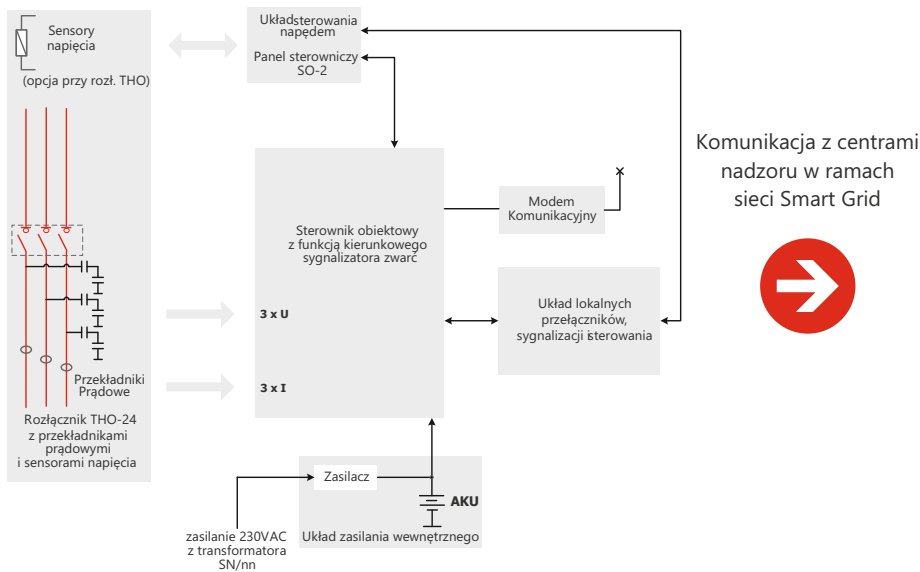 Sensory
napięcia
(opcja przy rozł. THO)
Przekładniki
Prądowe
Rozłącznik THO-24
z przekładnikami
prądowymi
i sensorami napięcia
Układsterowania
napędem
Panel sterowniczy
SO-2
Sterownik obiektowy
z funkcją kierunkowego
sygnalizatora zwarć
3 x U
3 x I
Modem
Komunikacyjny
Układ lokalnych
przełączników,
sygnalizacji isterowania
Zasilacz
AKU
Układ zasilania wewnętrznego
zasilanie 230VAC
z transformatora
SN/nn
Komunikacja z centrami
nadzoru w ramach
sieci Smart Grid